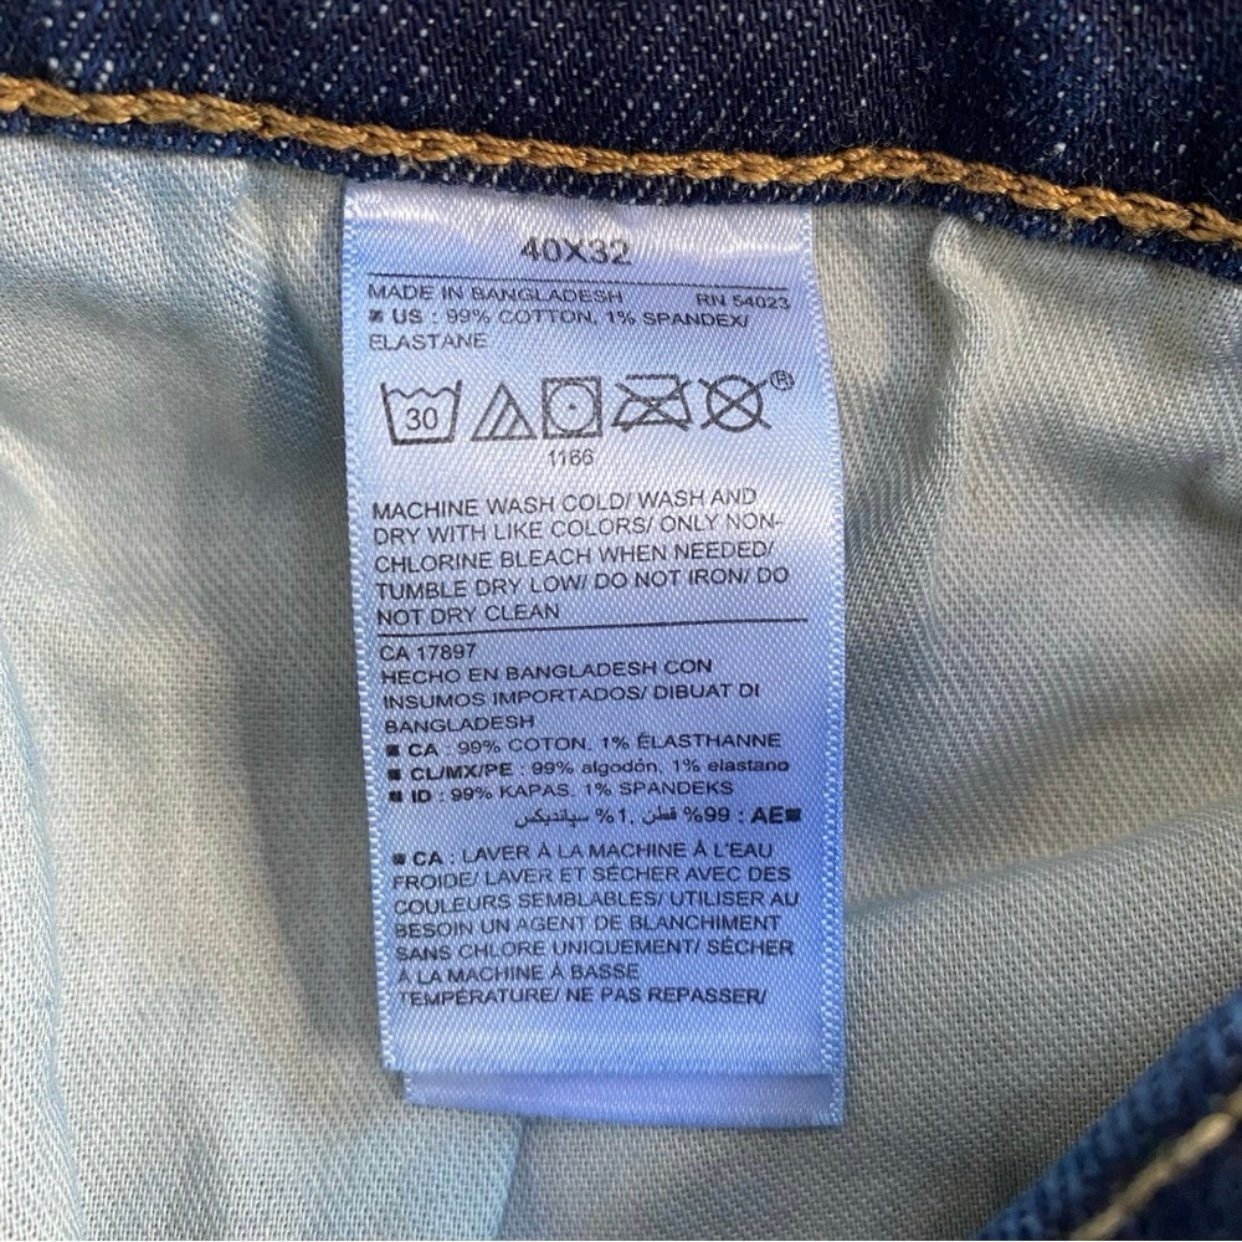 40X32
MADE IN BANGLADESH RN 54023
US : 99% COTTON, 1% SPANDEX/
ELASTANE
30 ®
1166
MACHINE WASH COLD/ WASH AND
DRY WITH LIKE COLORS/ ONLY NON-
CHLORINE BLEACH WHEN NEEDED/
TUMBLE DRY LOW/ DO NOT IRON/ DO
NOT DRY CLEAN
CA 17897
HECHO EN BANGLADESH CON
INSUMOS IMPORTADOS/ DIBUAT DI
BANGLADESH
CA : 99% COTON, 1% ÉLASTHANNE
CL/MX/PE : 99% algodón, 1% elastano
ID : 99% KAPAS, 1% SPANDEKS
AE : 99% قطن, 1% سپانديكس
CA : LAVER À LA MACHINE À L'EAU
FROIDE/ LAVER ET SÉCHER AVEC DES
COULEURS SEMBLABLES/ UTILISER AU
BESOIN UN AGENT DE BLANCHIMENT
SANS CHLORE UNIQUEMENT/ SÉCHER
À LA MACHINE À BASSE
TEMPÉRATURE/ NE PAS REPASSER/